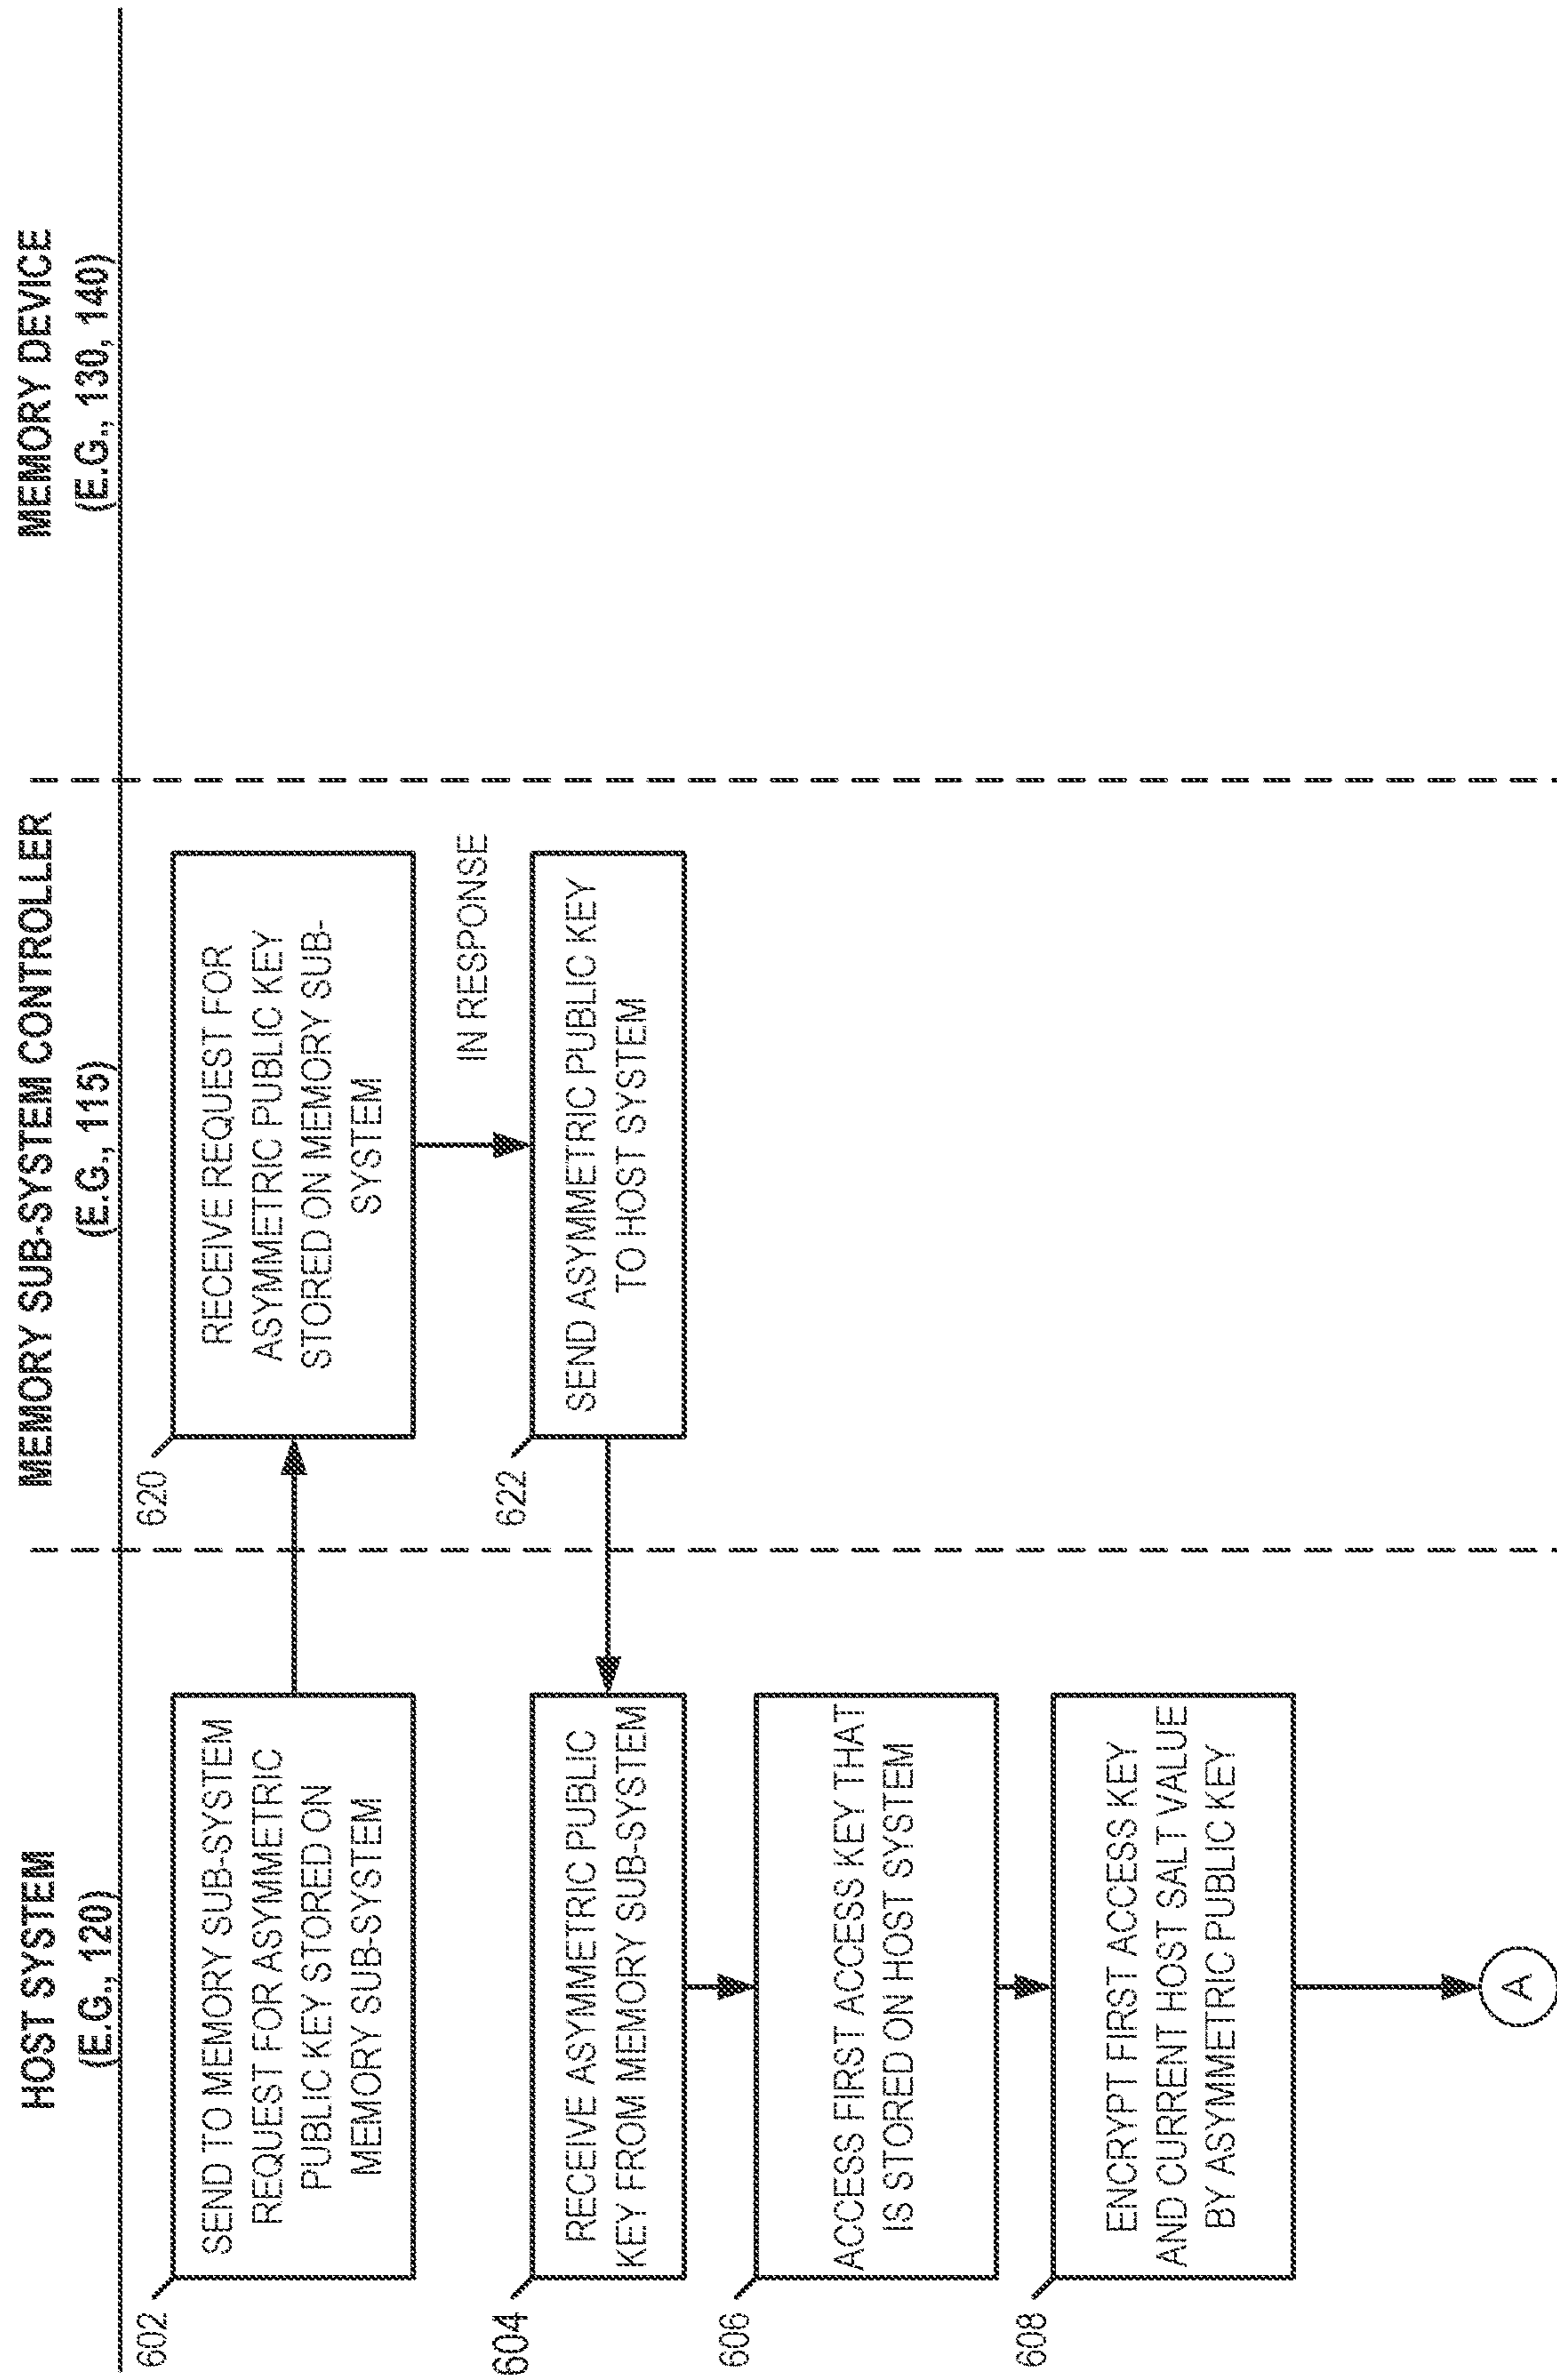 HOST SYSTEM
(E.G., 120)
MEMORY SUB-SYSTEM CONTROLLER
(E.G., 115)
MEMORY DEVICE
(E.G., 130, 140)
602
SEND TO MEMORY SUB-SYSTEM
REQUEST FOR ASYMMETRIC
PUBLIC KEY STORED ON
MEMORY SUB-SYSTEM
620
RECEIVE REQUEST FOR
ASYMMETRIC PUBLIC KEY
STORED ON MEMORY SUB-
SYSTEM
IN RESPONSE
622
SEND ASYMMETRIC PUBLIC KEY
TO HOST SYSTEM
604
RECEIVE ASYMMETRIC PUBLIC
KEY FROM MEMORY SUB-SYSTEM
606
ACCESS FIRST ACCESS KEY THAT
IS STORED ON HOST SYSTEM
608
ENCRYPT FIRST ACCESS KEY
AND CURRENT HOST SALT VALUE
BY ASYMMETRIC PUBLIC KEY
A